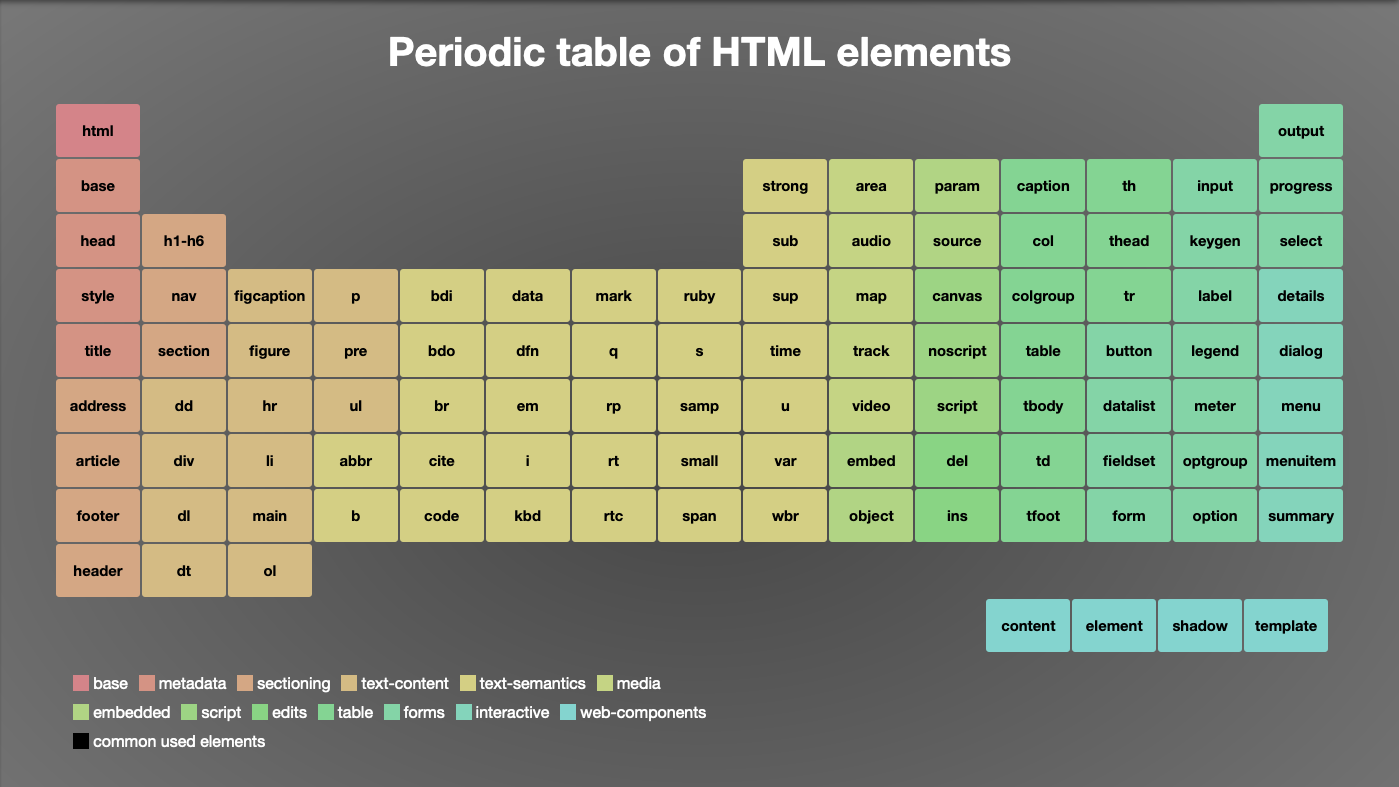 Periodic table of HTML elements
html output
base strong area param caption th input progress
head h1-h6 sub audio source col thead keygen select
style nav figcaption p bdi data mark ruby sup map canvas colgroup tr label details
title section figure pre bdo dfn q s time track noscript table button legend dialog
address dd hr ul br em rp samp u video script tbody datalist meter menu
article div li abbr cite i rt small var embed del td fieldset optgroup menuitem
footer dl main b code kbd rtc span wbr object ins tfoot form option summary
header dt ol
content element shadow template
base metadata sectioning text-content text-semantics media
embedded script edits table forms interactive web-components
common used elements